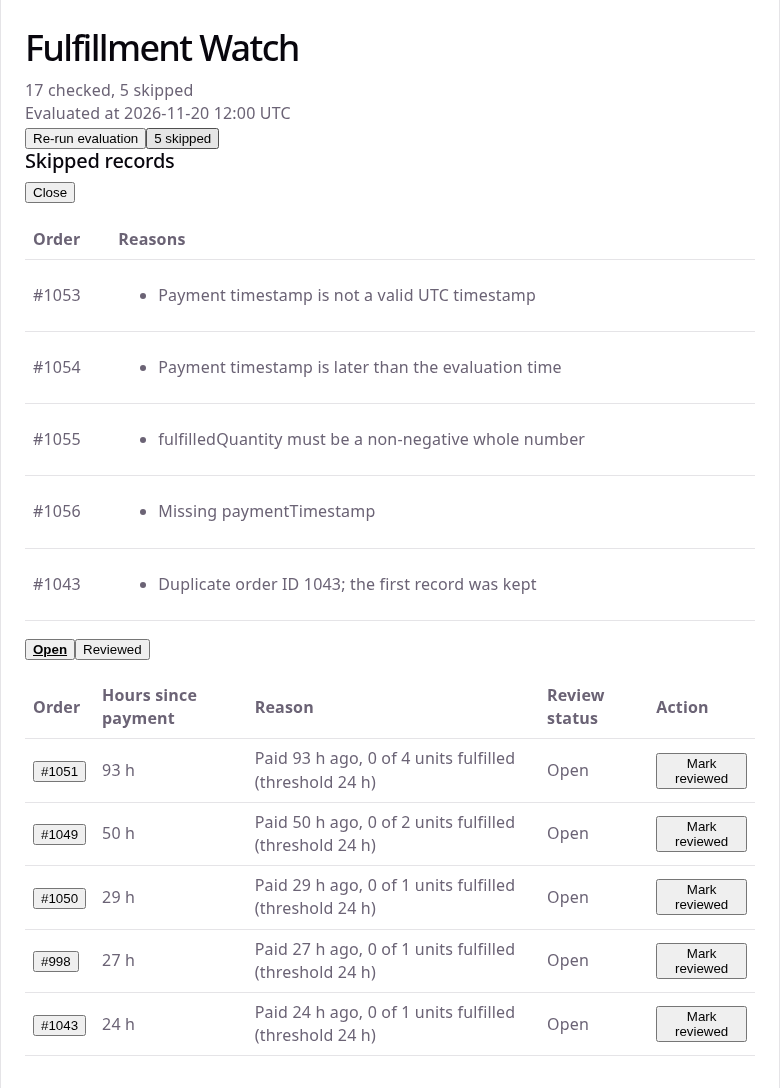 Fulfillment Watch
17 checked, 5 skipped
Evaluated at 2026-11-20 12:00 UTC
Re-run evaluation 5 skipped
Skipped records
Close
Order Reasons
#1053 Payment timestamp is not a valid UTC timestamp
#1054 Payment timestamp is later than the evaluation time
#1055 fulfilledQuantity must be a non-negative whole number
#1056 Missing paymentTimestamp
#1043 Duplicate order ID 1043; the first record was kept
Open Reviewed
Order Hours since payment Reason Review status Action
#1051 93 h Paid 93 h ago, 0 of 4 units fulfilled (threshold 24 h) Open Mark reviewed
#1049 50 h Paid 50 h ago, 0 of 2 units fulfilled (threshold 24 h) Open Mark reviewed
#1050 29 h Paid 29 h ago, 0 of 1 units fulfilled (threshold 24 h) Open Mark reviewed
#998 27 h Paid 27 h ago, 0 of 1 units fulfilled (threshold 24 h) Open Mark reviewed
#1043 24 h Paid 24 h ago, 0 of 1 units fulfilled (threshold 24 h) Open Mark reviewed